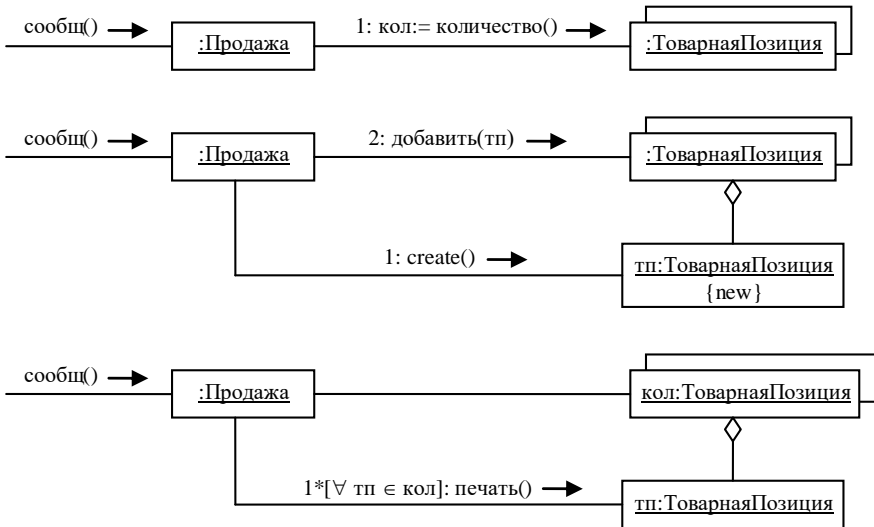 сообщ()
1: кол:= количество()
:Продажа
:ТоварнаяПозиция
сообщ()
2: добавить(тп)
:Продажа
:ТоварнаяПозиция
1: create()
тп:ТоварнаяПозиция
{new}
сообщ()
:Продажа
кол:ТоварнаяПозиция
1*[∀ тп ∈ кол]: печать()
тп:ТоварнаяПозиция